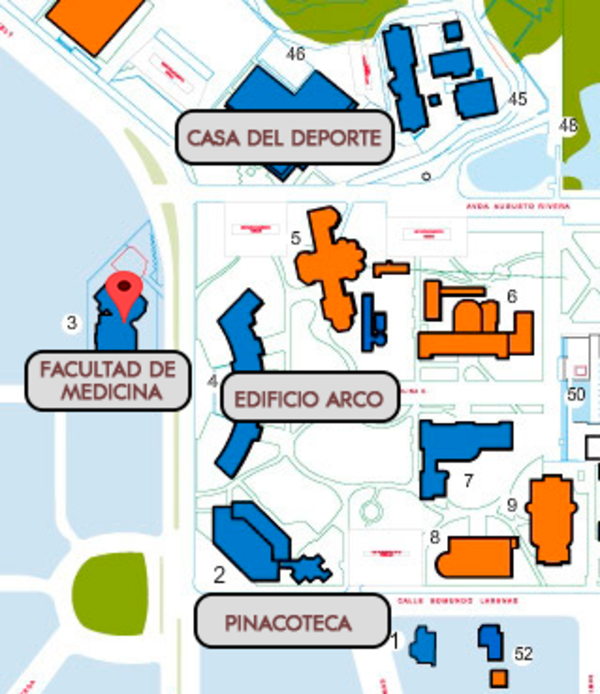 46
45
48
CASA DEL DEPORTE
AVDA. AUGUSTO RIVERA
5
6
3
FACULTAD DE
MEDICINA
4
EDIFICIO ARCO
50
7
9
8
2
CALLE EDMUNDO LARENAS
PINACOTECA
1
52